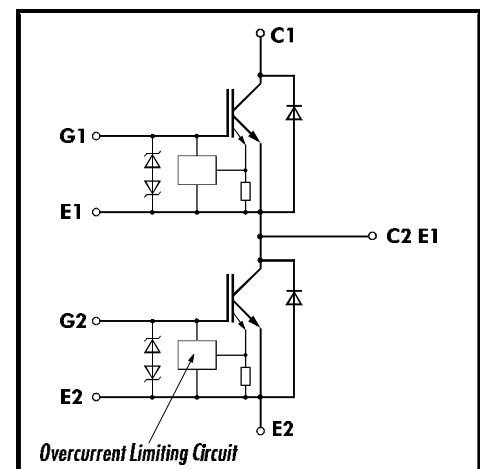 C1
G1
E1
C2 E1
G2
E2
E2
Overcurrent Limiting Circuit